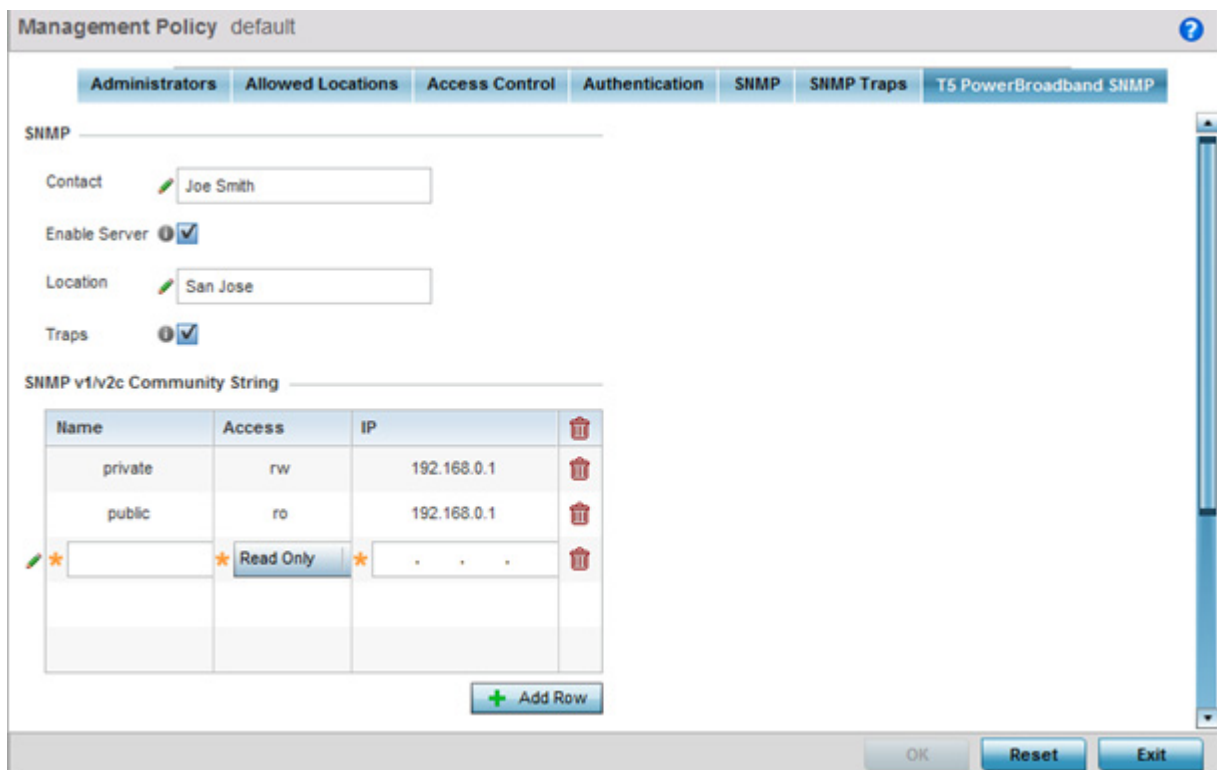 Management Policy default
Administrators Allowed Locations Access Control Authentication SNMP SNMP Traps T5 PowerBroadband SNMP
SNMP
Contact Joe Smith
Enable Server
Location San Jose
Traps
SNMP v1/v2c Community String
Name Access IP
private rw 192.168.0.1
public ro 192.168.0.1
* * Read Only * . . .
+ Add Row
OK Reset Exit